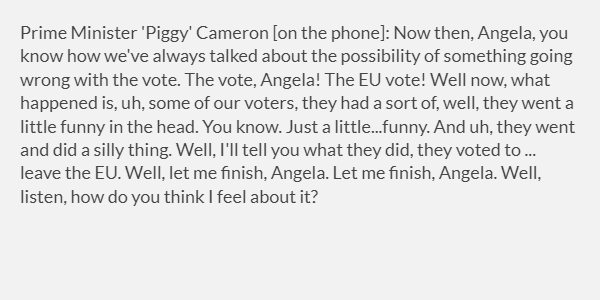 Prime Minister 'Piggy' Cameron [on the phone]: Now then, Angela, you
know how we've always talked about the possibility of something going
wrong with the vote. The vote, Angela! The EU vote! Well now, what
happened is, uh, some of our voters, they had a sort of, well, they went a
little funny in the head. You know. Just a little...funny. And uh, they went
and did a silly thing. Well, I'll tell you what they did, they voted to ...
leave the EU. Well, let me finish, Angela. Let me finish, Angela. Well,
listen, how do you think I feel about it?